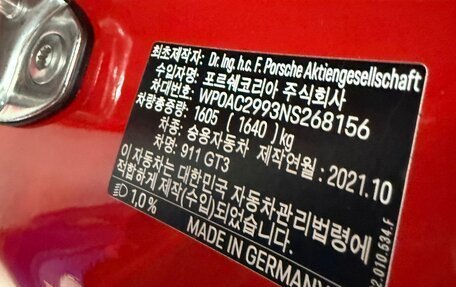 최초제작자: Dr. Ing. h.c. F. Porsche Aktiengesellschaft
수입자명: 포르쉐코리아 주식회사
차대번호: WP0AC2993NS268156
차량총중량: 1605 ( 1640 ) kg
차종: 승용자동차 제작연월: 2021.10
차명: 911 GT3
이 자동차는 대한민국 자동차관리법령에
적합하게 제작(수입)되었습니다.
1,0%
MADE IN GERMANY
2.010.534.F